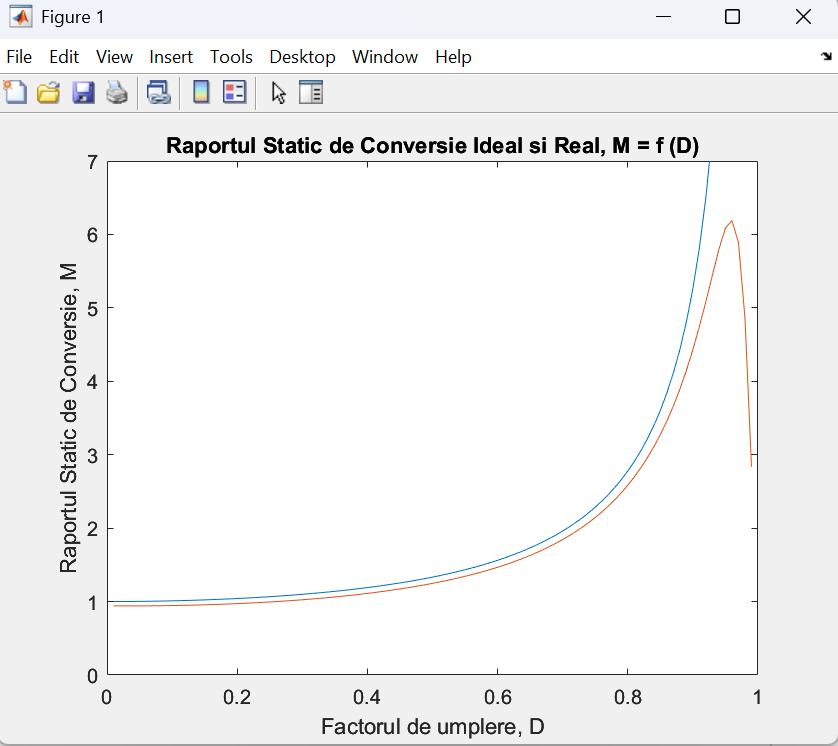 Figure 1
File Edit View Insert Tools Desktop Window Help
Raportul Static de Conversie Ideal si Real, M = f (D)
Raportul Static de Conversie, M
7
6
5
4
3
2
1
0
0 0.2 0.4 0.6 0.8 1
Factorul de umplere, D